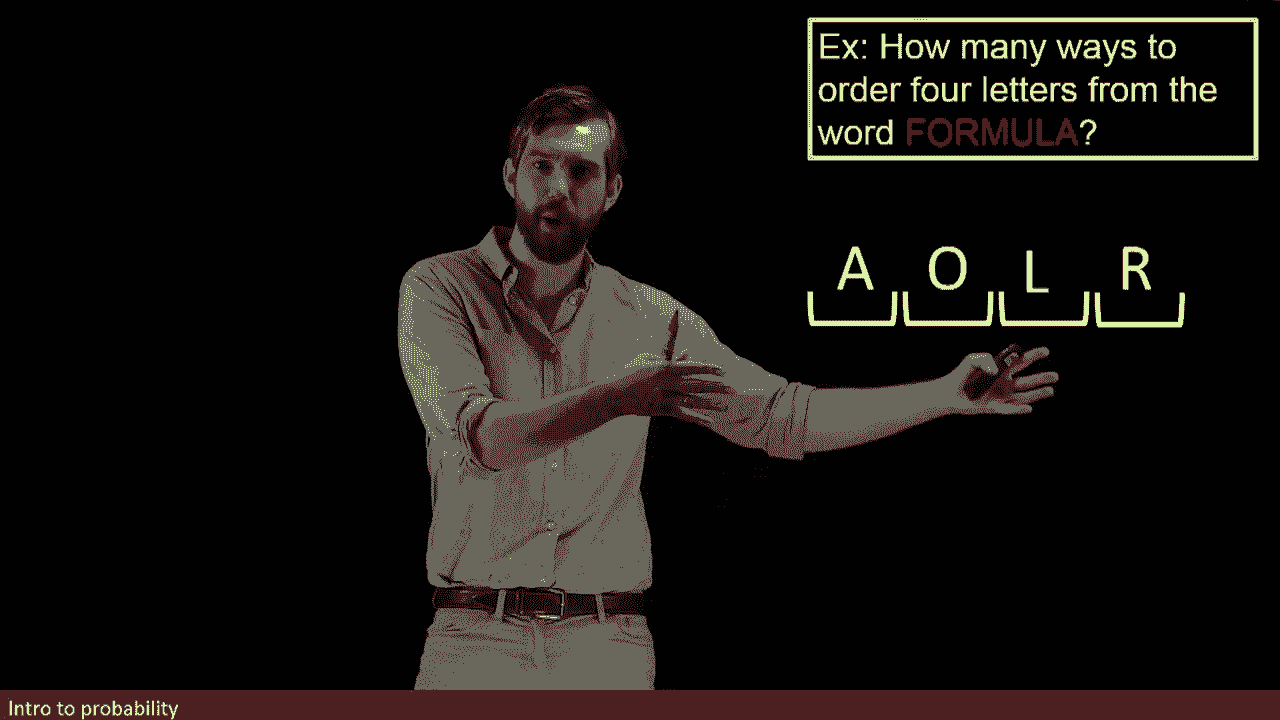 Ex: How many ways to
order four letters from the
word FORMULA?
A O L R
Intro to probability